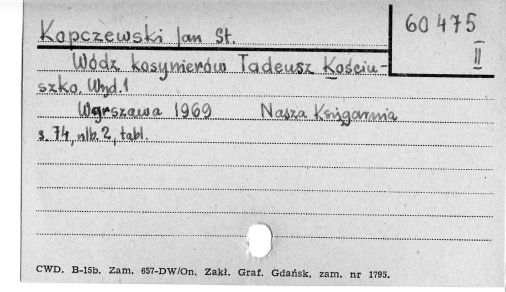 Kopczewski Jan St.
60 475
II
Wódz kosynierów Tadeusz Kościu-
szko. Wyd. 1
Warszawa 1969 Nasza Księgarnia
s. 74, nlb. 2, tabl.
CWD. B-15b. Zam. 657-DW/On. Zakł. Graf. Gdańsk, zam. nr 1795.